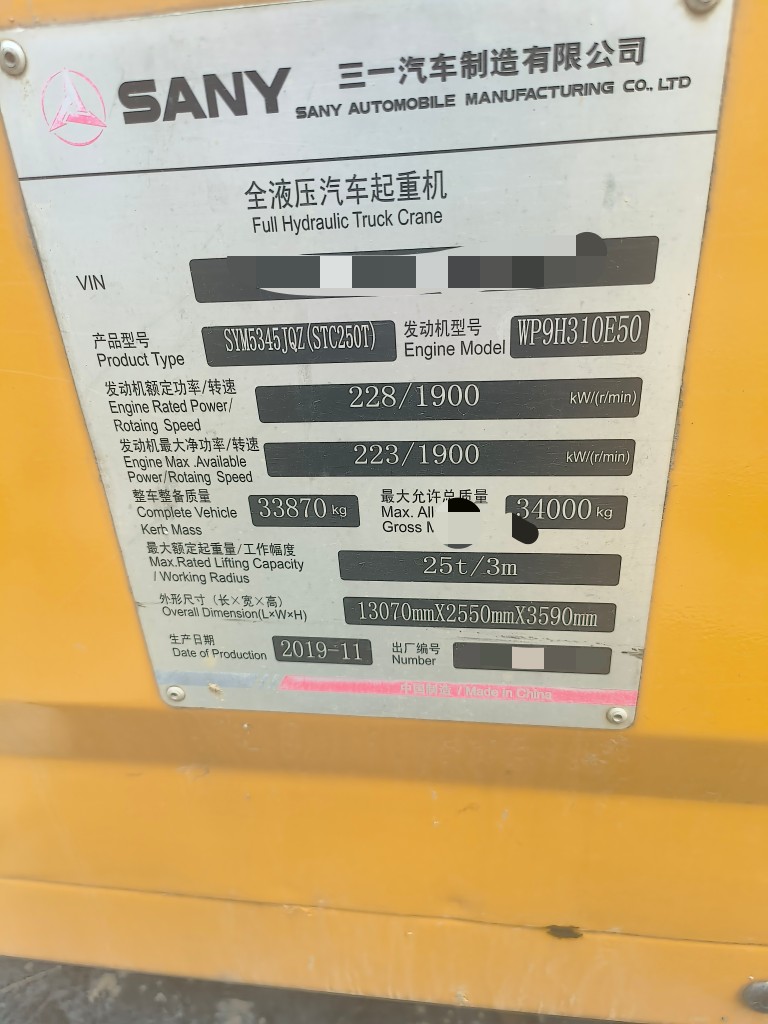 SANY 三一汽车制造有限公司
SANY AUTOMOBILE MANUFACTURING CO., LTD
全液压汽车起重机
Full Hydraulic Truck Crane
VIN
产品型号
Product Type
SYM5345JQZ(STC250T)
发动机型号
Engine Model
WP9H310E50
发动机额定功率/转速
Engine Rated Power/
Rotaing Speed
228/1900 kW/(r/min)
发动机最大净功率/转速
Engine Max .Available
Power/Rotaing Speed
223/1900 kW/(r/min)
整车整备质量
Complete Vehicle
Kerb Mass
33870 kg
最大允许总质量
Max. All
Gross
34000 kg
最大额定起重量/工作幅度
Max.Rated Lifting Capacity
/ Working Radius
25t/3m
外形尺寸（长×宽×高）
Overall Dimension(L×W×H)
13070mmX2550mmX3590mm
生产日期
Date of Production
2019-11
出厂编号
Number
中国制造 / Made in China